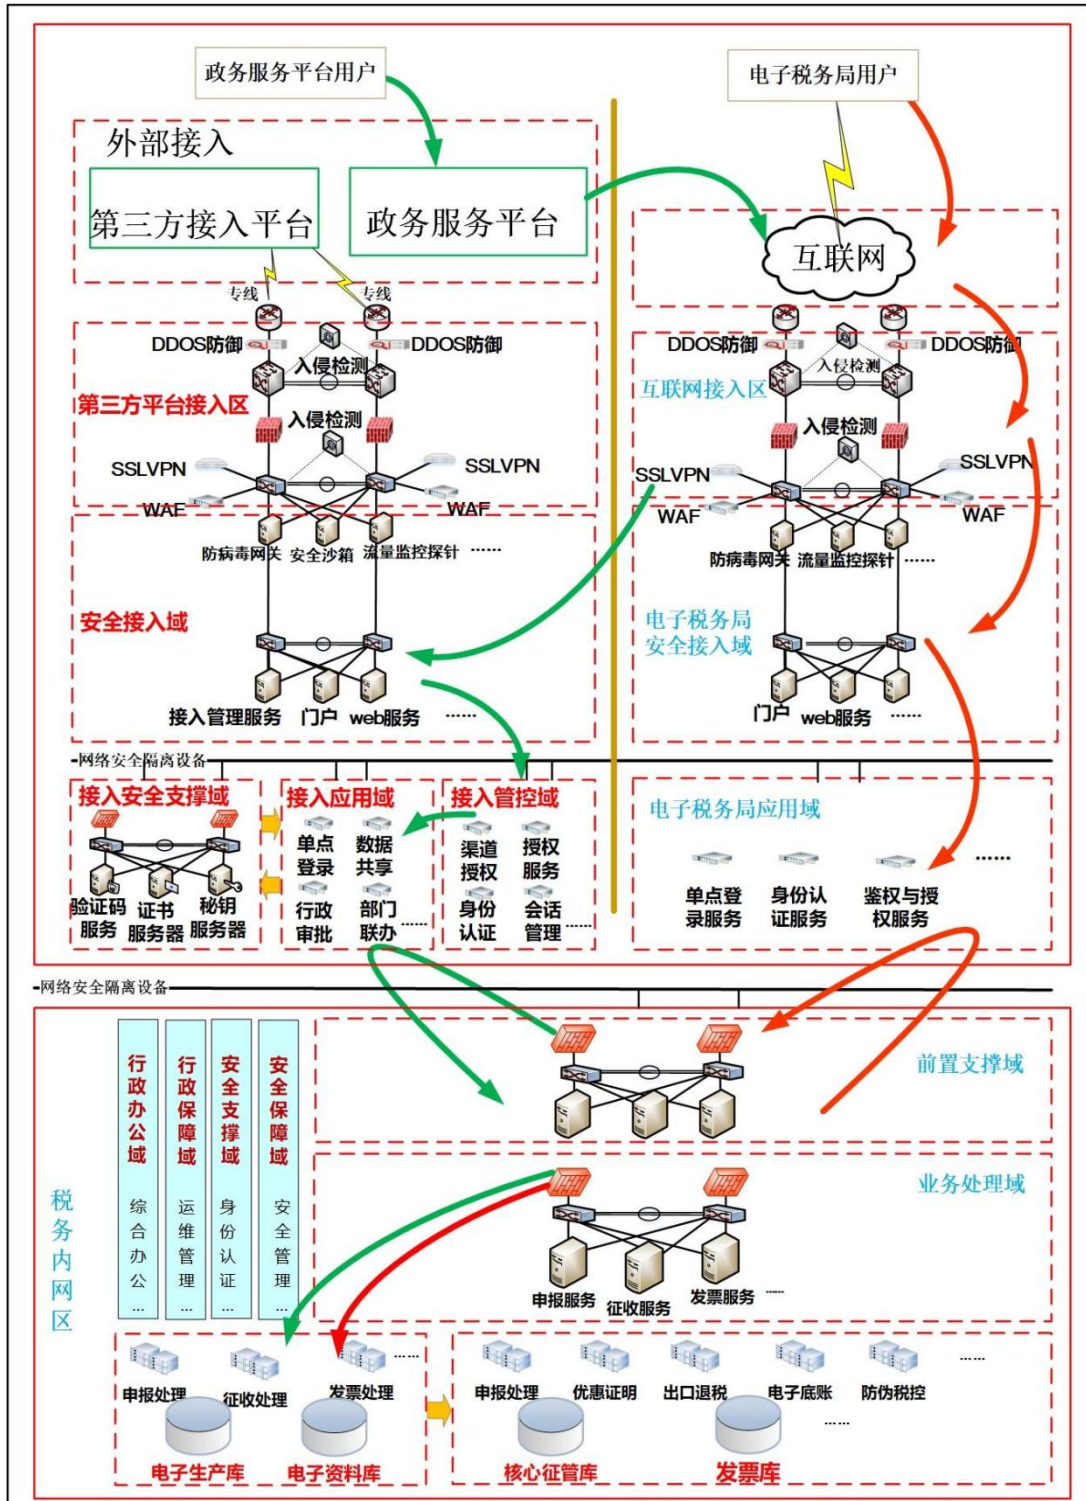 政务服务平台用户
电子税务局用户
外部接入
第三方接入平台
政务服务平台
互联网
专线
专线
DDOS防御
DDOS防御
入侵检测
第三方平台接入区
入侵检测
SSLVPN
SSLVPN
WAF
WAF
防病毒网关
安全沙箱
流量监控探针
......
安全接入域
接入管理服务
门户
web服务
......
DDOS防御
DDOS防御
入侵检测
互联网接入区
入侵检测
SSLVPN
SSLVPN
WAF
WAF
防病毒网关
流量监控探针
......
电子税务局
安全接入域
门户
web服务
......
网络安全隔离设备
接入安全支撑域
验证码
服务
证书
服务器
秘钥
服务器
接入应用域
单点
登录
数据
共享
行政
审批
部门
联办
......
接入管控域
渠道
授权
授权
服务
身份
认证
会话
管理
......
电子税务局应用域
单点登
录服务
身份认
证服务
鉴权与授
权服务
......
网络安全隔离设备
税务内网区
行政办公域
综合办公...
行政保障域
运维管理...
安全支撑域
身份认证...
安全保障域
安全管理...
前置支撑域
业务处理域
申报服务
征收服务
发票服务
......
申报处理
征收处理
发票处理
......
电子生产库
电子资料库
申报处理
优惠证明
出口退税
电子底账
防伪税控
......
核心征管库
发票库
......